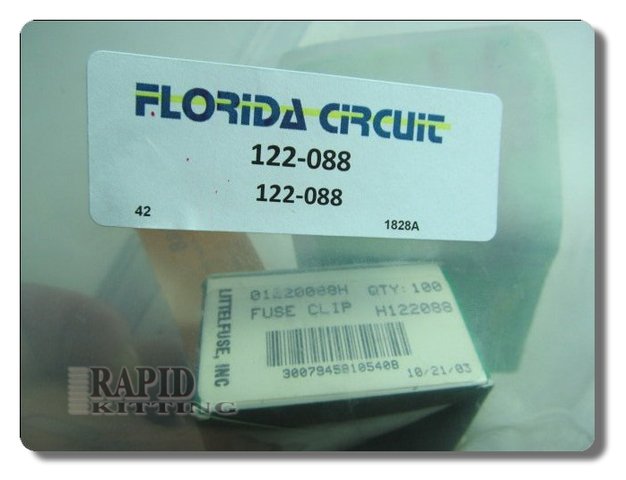 FLORIDA CIRCUIT
122-088
122-088
42 1828A
LITTELFUSE, INC
01220088H QTY: 100
FUSE CLIP H122088
30079458105408
10/21/03
RAPID
KITTING